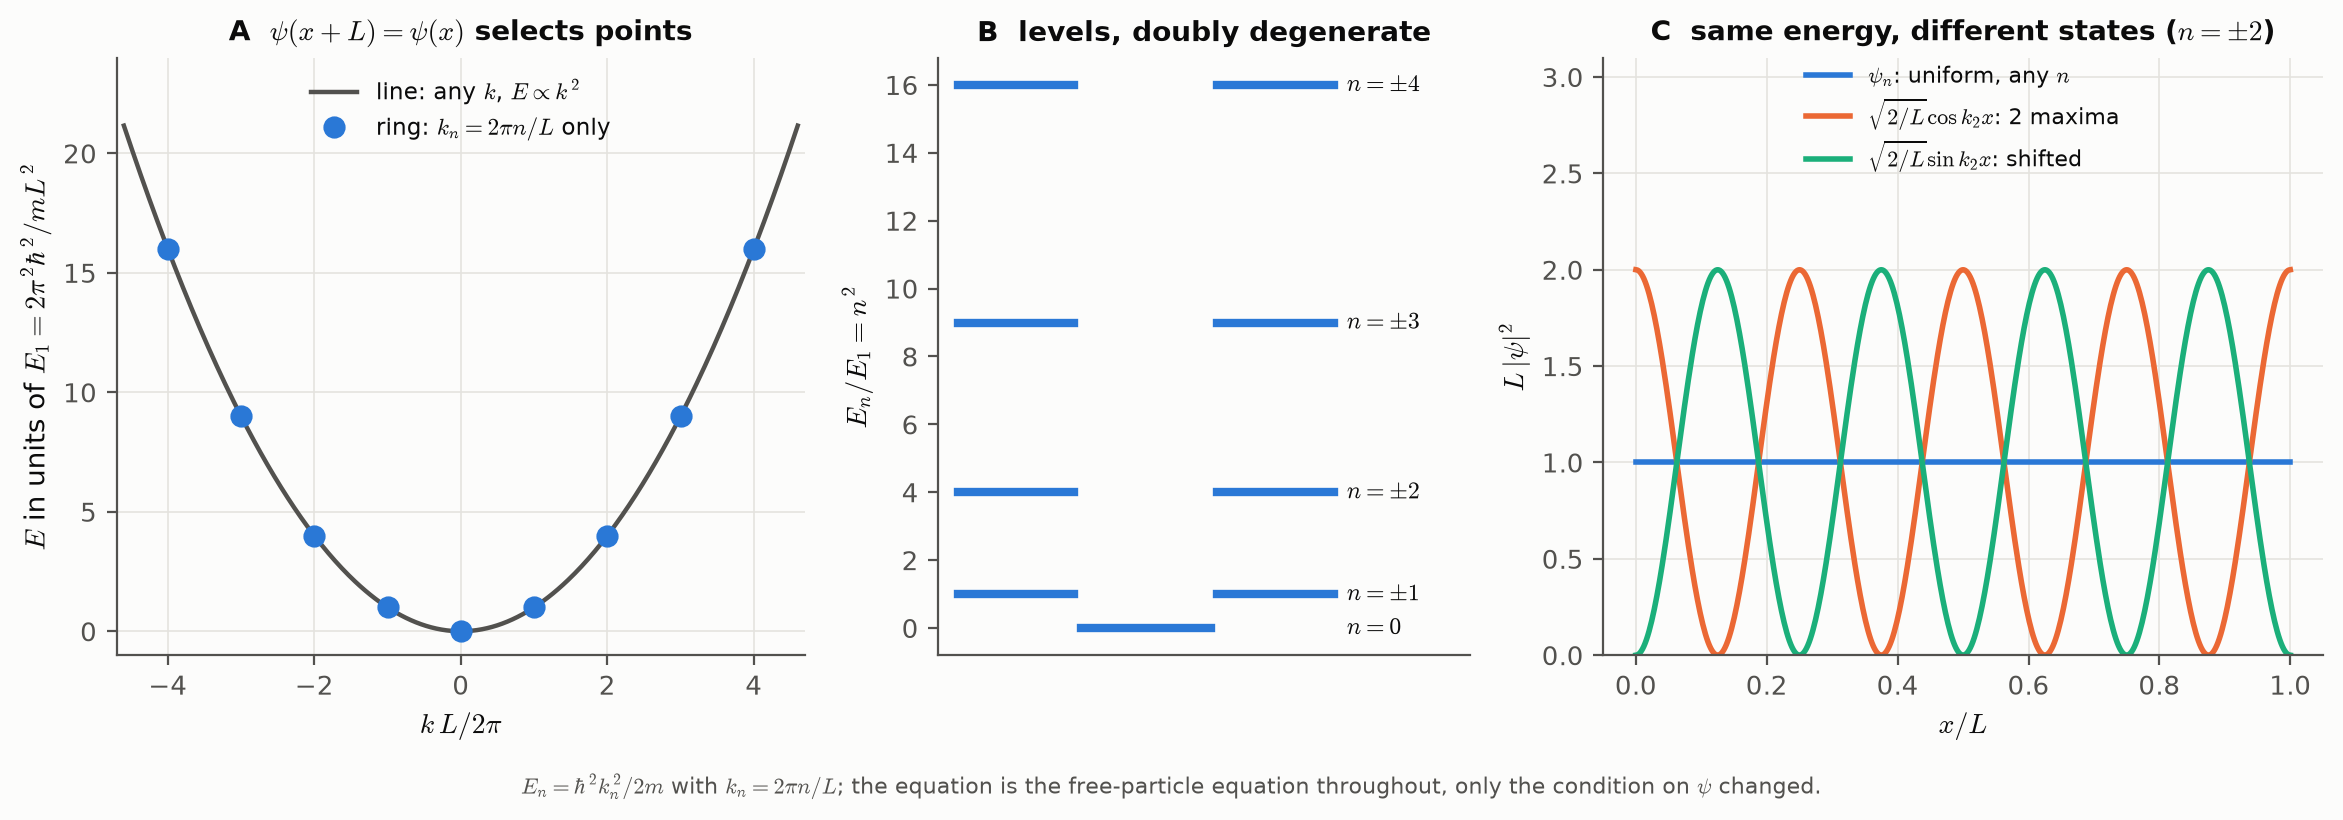 A ψ(x + L) = ψ(x) selects points
line: any k, E ∝ k²
ring: kₙ = 2πn/L only
E in units of E₁ = 2π²ħ²/mL²
20
15
10
5
0
−4
−2
0
2
4
k L/2π
B levels, doubly degenerate
Eₙ/E₁ = n²
16
14
12
10
8
6
4
2
0
n = ±4
n = ±3
n = ±2
n = ±1
n = 0
C same energy, different states (n = ±2)
ψₙ: uniform, any n
√2/L cos k₂x: 2 maxima
√2/L sin k₂x: shifted
L |ψ|²
3.0
2.5
2.0
1.5
1.0
0.5
0.0
0.0
0.2
0.4
0.6
0.8
1.0
x/L
Eₙ = ħ²kₙ²/2m with kₙ = 2πn/L; the equation is the free-particle equation throughout, only the condition on ψ changed.